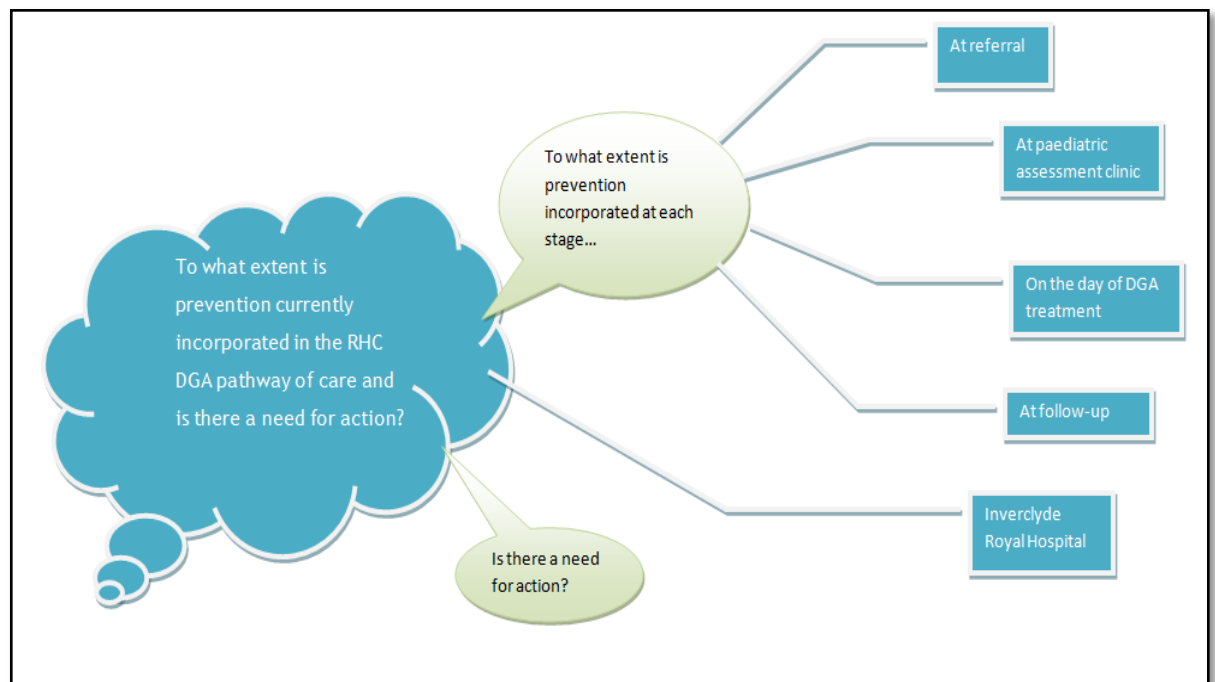 To what extent is
prevention currently
incorporated in the RHC
DGA pathway of care and
is there a need for action?
To what extent is
prevention
incorporated at each
stage...
At referral
At paediatric
assessment clinic
On the day of DGA
treatment
At follow-up
Inverclyde
Royal Hospital
Is there a need
for action?